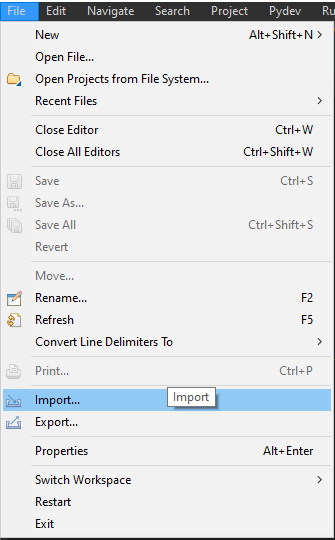 File Edit Navigate Search Project Pydev Ru
New Alt+Shift+N
Open File...
Open Projects from File System...
Recent Files
Close Editor Ctrl+W
Close All Editors Ctrl+Shift+W
Save Ctrl+S
Save As...
Save All Ctrl+Shift+S
Revert
Move...
Rename... F2
Refresh F5
Convert Line Delimiters To
Print... Ctrl+P
Import... Import
Export...
Properties Alt+Enter
Switch Workspace
Restart
Exit